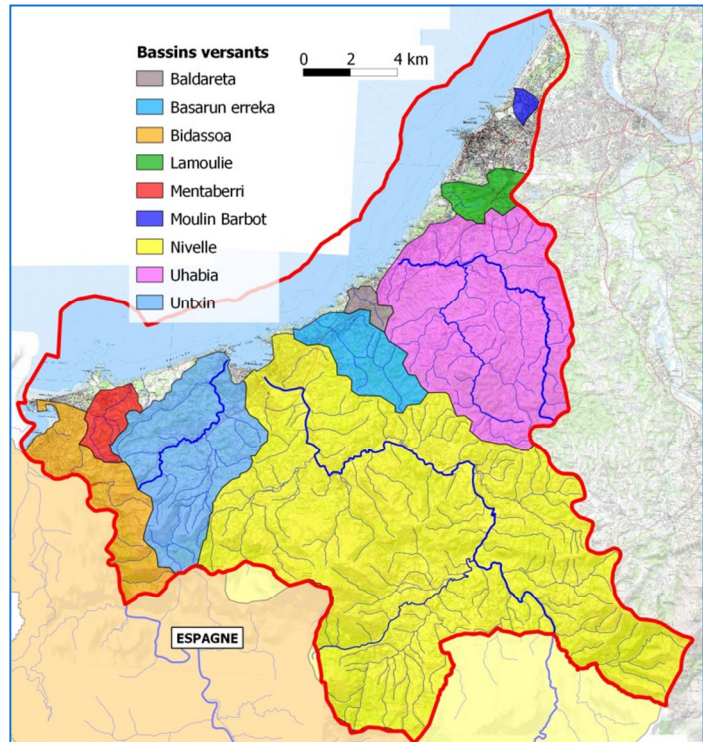 Bassins versants
0 2 4 km
Baldareta
Basarun erreka
Bidassoa
Lamoulie
Mentaberri
Moulin Barbot
Nivelle
Uhabia
Untxin
ESPAGNE